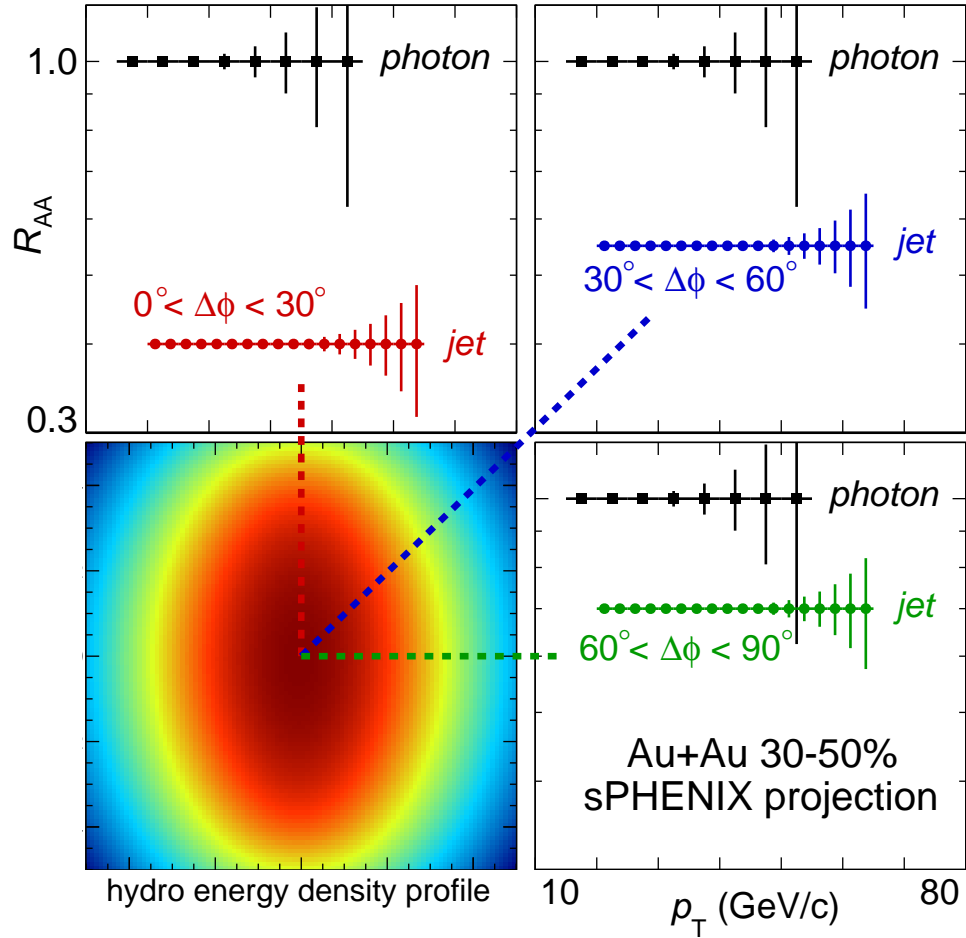 1.0
photon
photon
R_AA
jet
30° < Δϕ < 60°
0° < Δϕ < 30°
jet
0.3
photon
jet
60° < Δϕ < 90°
Au+Au 30-50%
sPHENIX projection
hydro energy density profile
10
80
p_T (GeV/c)